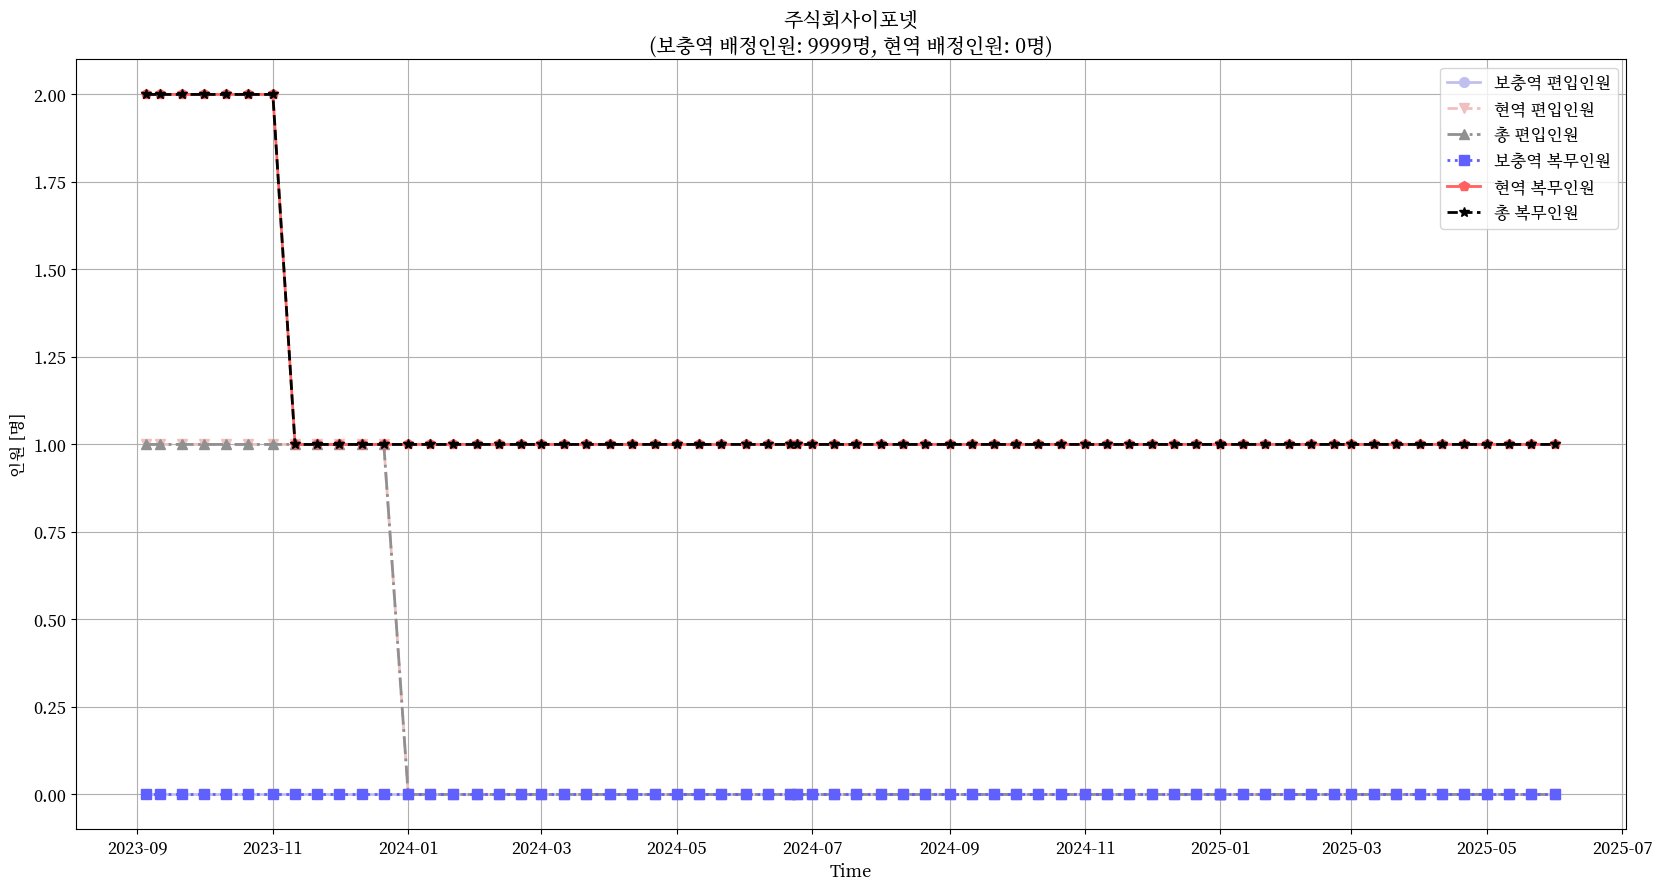 주식회사이포넷
(보충역 배정인원: 9999명, 현역 배정인원: 0명)
보충역 편입인원
현역 편입인원
총 편입인원
보충역 복무인원
현역 복무인원
총 복무인원
인원 [명]
2.00
1.75
1.50
1.25
1.00
0.75
0.50
0.25
0.00
2023-09
2023-11
2024-01
2024-03
2024-05
2024-07
2024-09
2024-11
2025-01
2025-03
2025-05
2025-07
Time